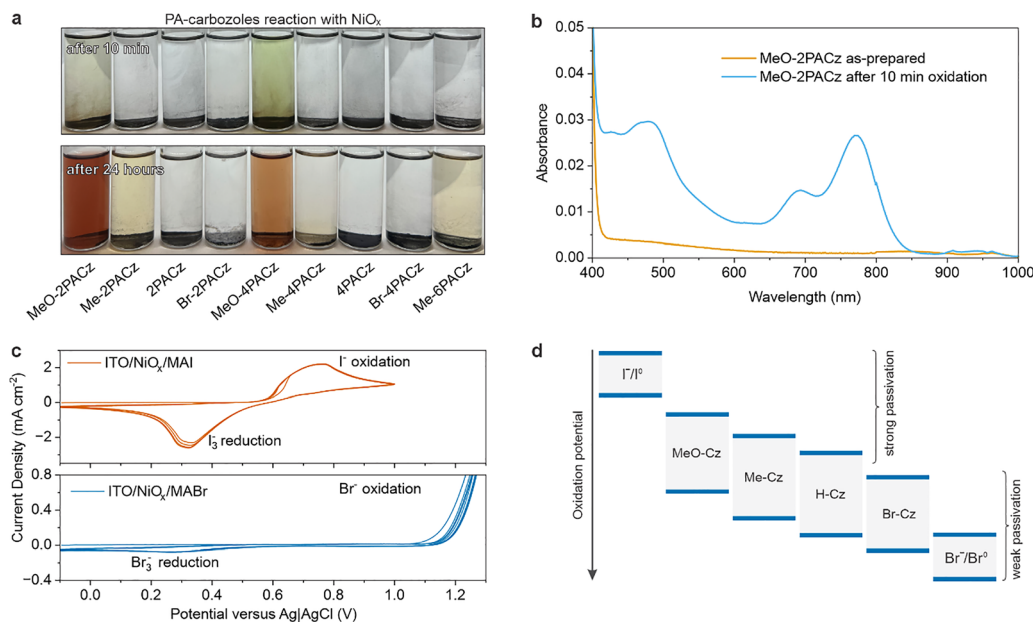 a
PA-carbozoles reaction with NiOₓ
after 10 min
after 24 hours
MeO-2PACz
Me-2PACz
2PACz
Br-2PACz
MeO-4PACz
Me-4PACz
4PACz
Br-4PACz
Me-6PACz
b
0.05
0.04
0.03
0.02
0.01
0.00
Absorbance
MeO-2PACz as-prepared
MeO-2PACz after 10 min oxidation
400 500 600 700 800 900 1000
Wavelength (nm)
c
Current Density (mA cm⁻²)
2
0
-2
ITO/NiOₓ/MAI
I⁻ oxidation
I₃⁻ reduction
0.8
0.4
0.0
-0.4
ITO/NiOₓ/MABr
Br⁻ oxidation
Br₃⁻ reduction
0.0 0.2 0.4 0.6 0.8 1.0 1.2
Potential versus Ag|AgCl (V)
d
Oxidation potential
I⁻/I⁰
MeO-Cz
Me-Cz
H-Cz
Br-Cz
Br⁻/Br⁰
strong passivation
weak passivation